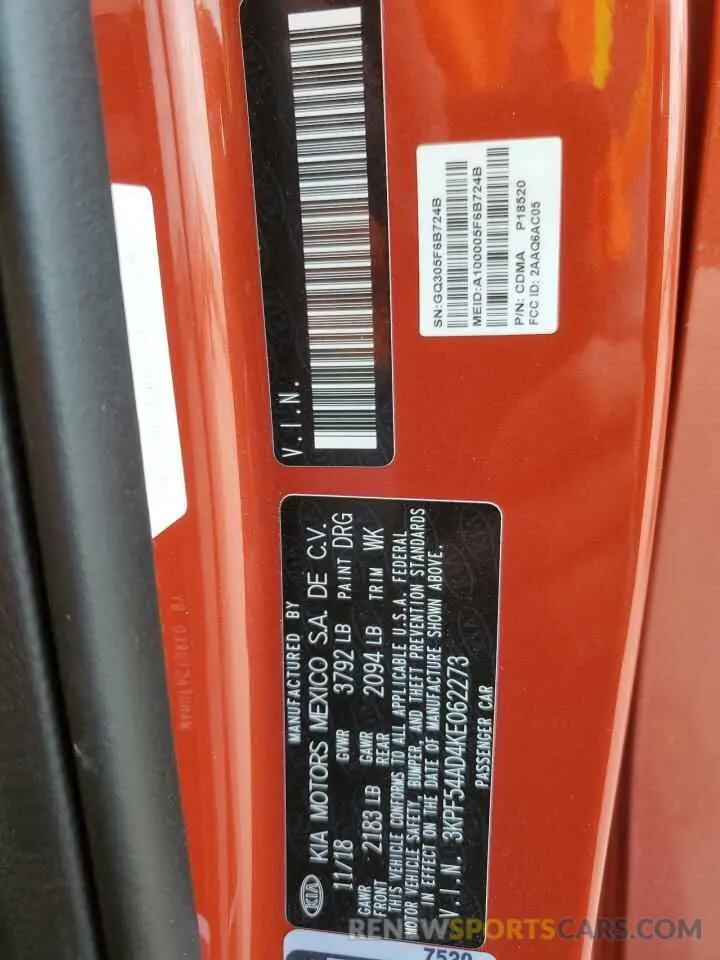 V.I.N.
SN:GQ305F6B724B
MEID:A100005F6B724B
P/N: CDMA P18520
FCC ID: 2AAQ6AC05
MANUFACTURED BY
KIA KIA MOTORS MEXICO S.A. DE C.V.
11/18 GVWR 3792 LB PAINT DRG
GAWR FRONT 2183 LB GAWR REAR 2094 LB TRIM WK
THIS VEHICLE CONFORMS TO ALL APPLICABLE U.S.A. FEDERAL
MOTOR VEHICLE SAFETY, BUMPER, AND THEFT PREVENTION STANDARDS
IN EFFECT ON THE DATE OF MANUFACTURE SHOWN ABOVE.
V.I.N. 3KPF54AD4KE062273
PASSENGER CAR
7520
RENEWSPORTSCARS.COM